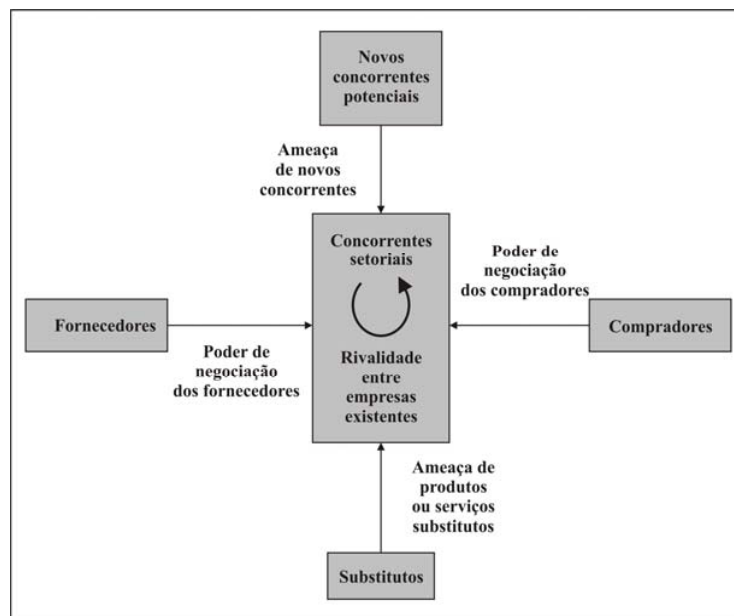 Novos
concorrentes
potenciais
Ameaça
de novos
concorrentes
Concorrentes
setoriais
Poder de
negociação
dos compradores
Fornecedores
Compradores
Poder de
negociação
dos fornecedores
Rivalidade
entre
empresas
existentes
Ameaça de
produtos
ou serviços
substitutos
Substitutos